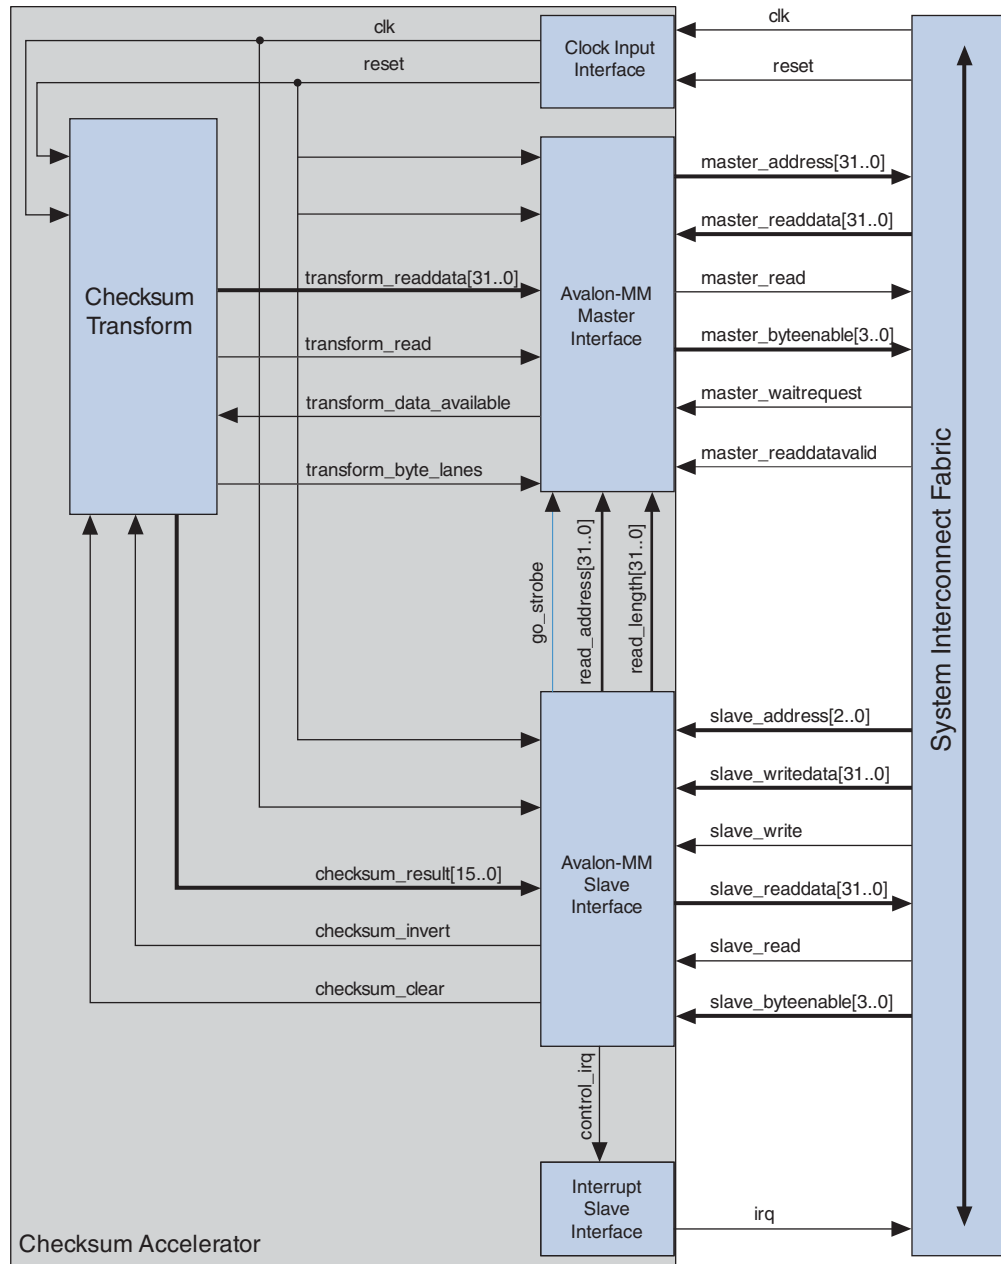 clk
reset
Clock Input
Interface
clk
reset
Checksum
Transform
transform_readdata[31..0]
transform_read
transform_data_available
transform_byte_lanes
Avalon-MM
Master
Interface
master_address[31..0]
master_readdata[31..0]
master_read
master_byteenable[3..0]
master_waitrequest
master_readdatavalid
go_strobe
read_address[31..0]
read_length[31..0]
System Interconnect Fabric
checksum_result[15..0]
checksum_invert
checksum_clear
Avalon-MM
Slave
Interface
slave_address[2..0]
slave_writedata[31..0]
slave_write
slave_readdata[31..0]
slave_read
slave_byteenable[3..0]
control_irq
Interrupt
Slave
Interface
irq
Checksum Accelerator